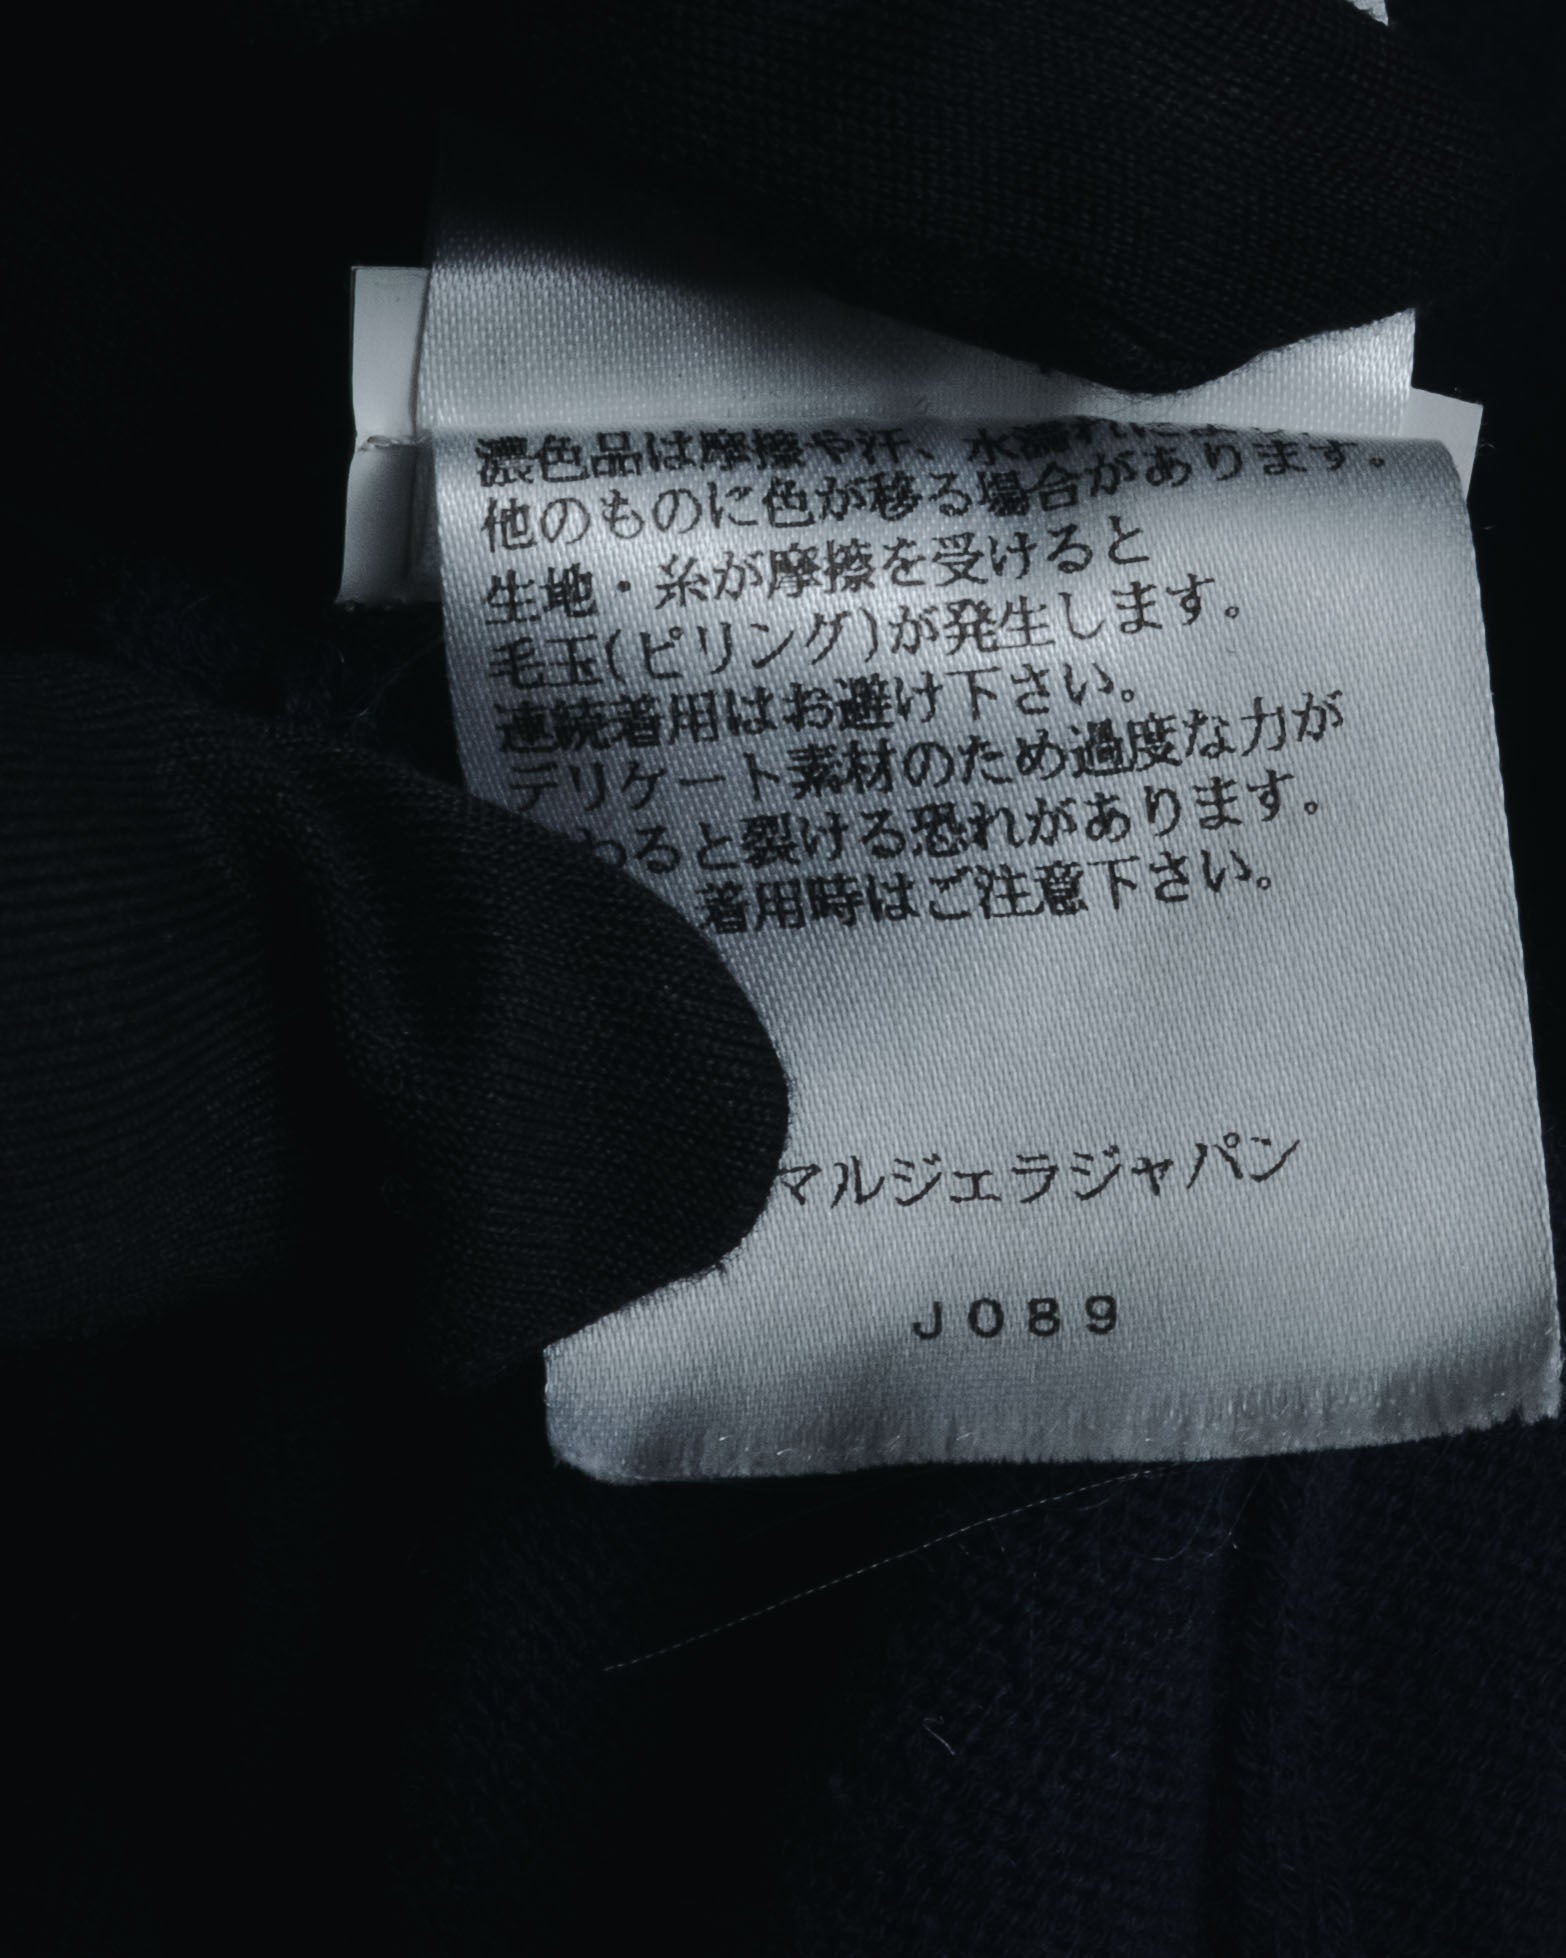 濃色品は摩擦や汗、水濡れによ
他のものに色が移る場合があります。
生地・糸が摩擦を受けると
毛玉(ピリング)が発生します。
連続着用はお避け下さい。
デリケート素材のため過度な力が
わると裂ける恐れがあります。
着用時はご注意下さい。
マルジェラジャパン
J089